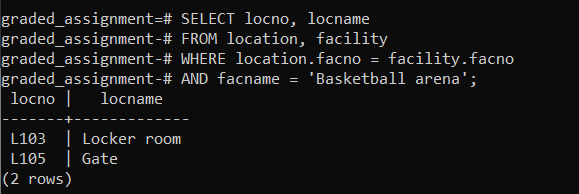 graded_assignment=# SELECT locno, locname
graded_assignment-# FROM location, facility
graded_assignment-# WHERE location.facno = facility.facno
graded_assignment-# AND facname = 'Basketball arena';
 locno |   locname
-------+-------------
 L103  | Locker room
 L105  | Gate
(2 rows)